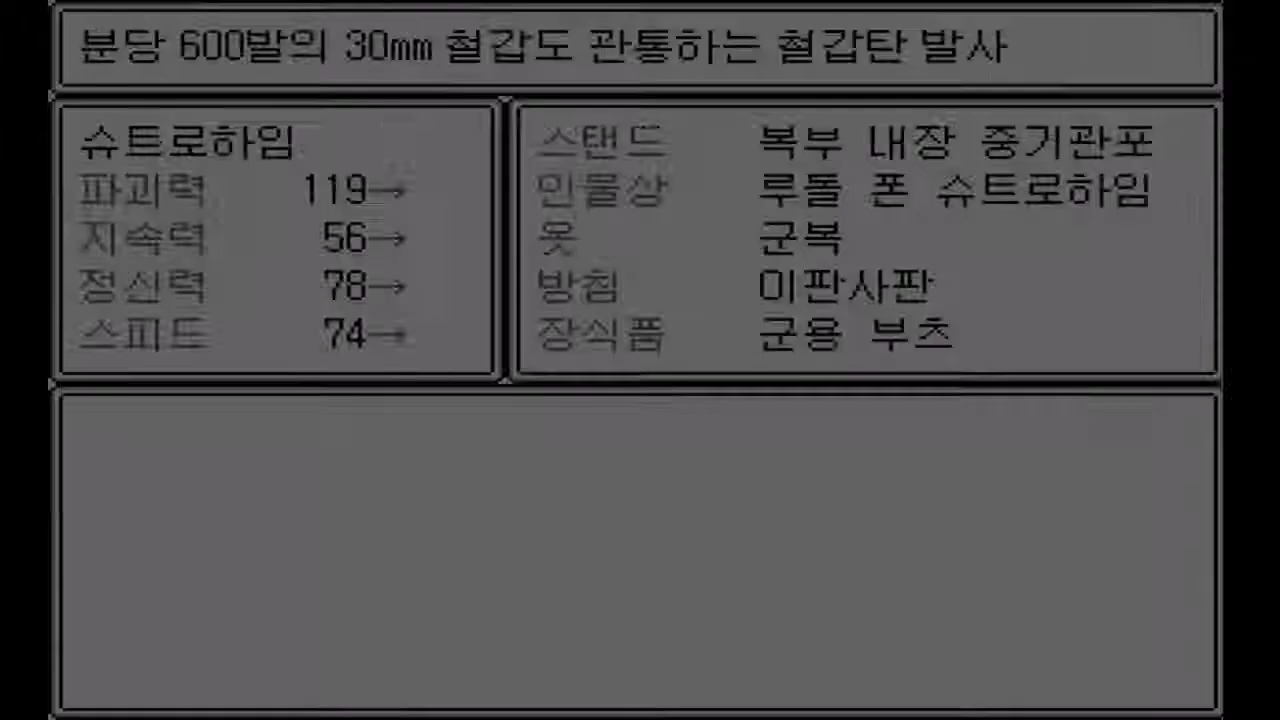 분당 600발의 30mm 철갑도 관통하는 철갑탄 발사
슈트로하임
파괴력 119→
지속력 56→
정신력 78→
스피드 74→
스탠드 복부 내장 중기관포
인물상 루돌 폰 슈트로하임
옷 군복
방침 이판사판
장식품 군용 부츠